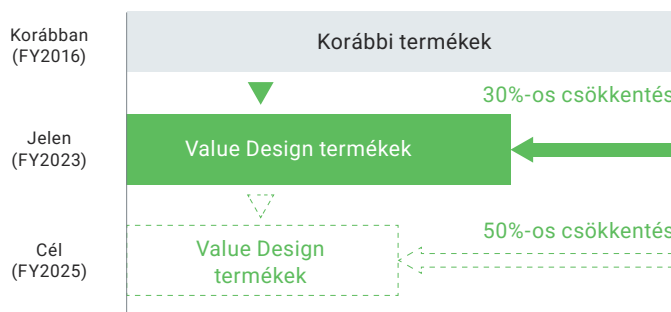 Korábban
(FY2016)
Korábbi termékek
30%-os csökkentés
Jelen
(FY2023)
Value Design termékek
50%-os csökkentés
Cél
(FY2025)
Value Design
termékek